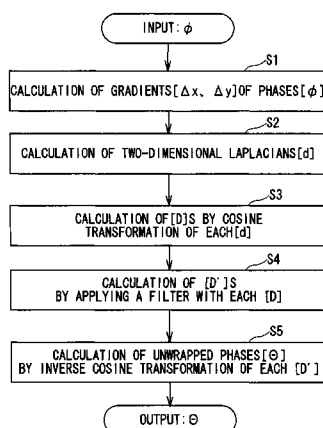 INPUT: ϕ
S1
CALCULATION OF GRADIENTS[Δx、Δy]OF PHASES[ϕ]
S2
CALCULATION OF TWO-DIMENSIONAL LAPLACIANS[d]
S3
CALCULATION OF[D]S BY COSINE
TRANSFORMATION OF EACH[d]
S4
CALCULATION OF [D']S
BY APPLYING A FILTER WITH EACH [D]
S5
CALCULATION OF UNWRAPPED PHASES[Θ]
BY INVERSE COSINE TRANSFORMATION OF EACH [D']
OUTPUT: Θ